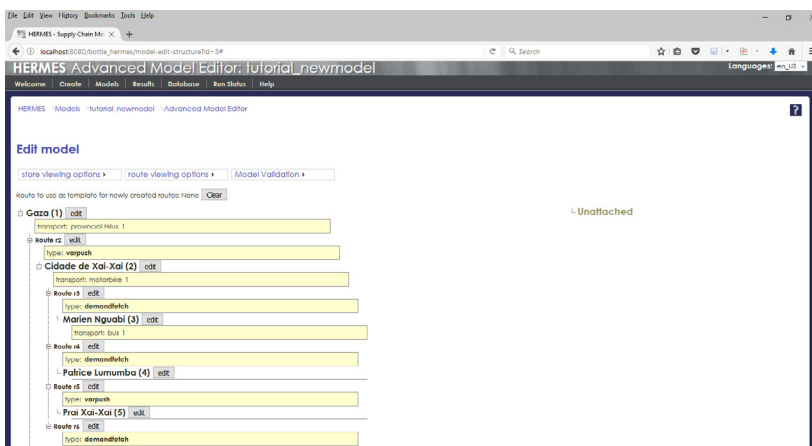 File Edit View History Bookmarks Tools Help
HERMES - Supply Chain Mo × +
localhost:8080/bottle_hermes/model-edit-structure?id=3# Search
HERMES Advanced Model Editor: tutorial_newmodel Languages: en_US
Welcome Create Models Results Database Run Status Help
HERMES Models tutorial_newmodel Advanced Model Editor ?
Edit model
store viewing options route viewing options Model Validation
Route to use as template for newly created routes: None Clear
Gaza (1) edit Unattached
transport: provincial Hilux 1
Route r2 edit
type: varpush
Cidade de Xai-Xai (2) edit
transport: motorbike 1
Route r3 edit
type: demandfetch
Marien Nguabi (3) edit
transport: bus 1
Route r4 edit
type: demandfetch
Patrice Lumumba (4) edit
Route r5 edit
type: varpush
Prai Xai-Xai (5) edit
Route r6 edit
type: demandfetch